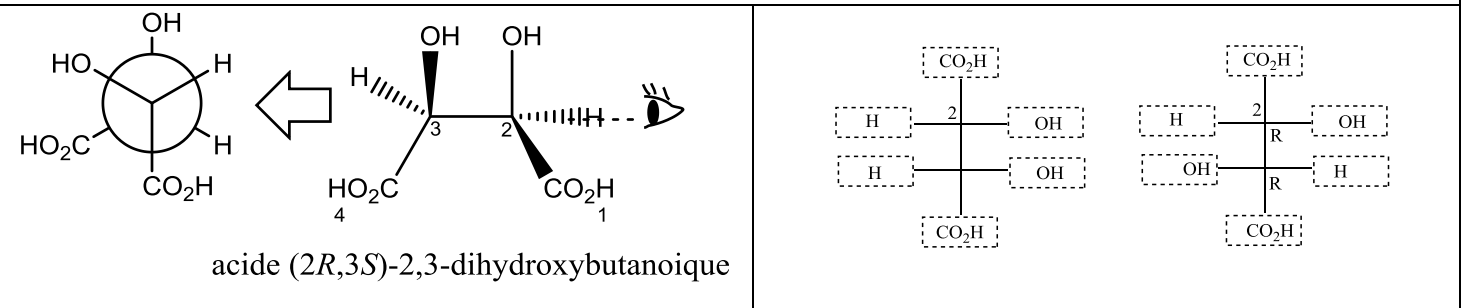 OH
HO
H
HO₂C
H
CO₂H
OH
OH
H
3
2
H
HO₂C
CO₂H
4
1
acide (2R,3S)-2,3-dihydroxybutanoique
CO₂H
2
H
OH
H
OH
CO₂H
CO₂H
2
H
OH
R
OH
H
R
CO₂H